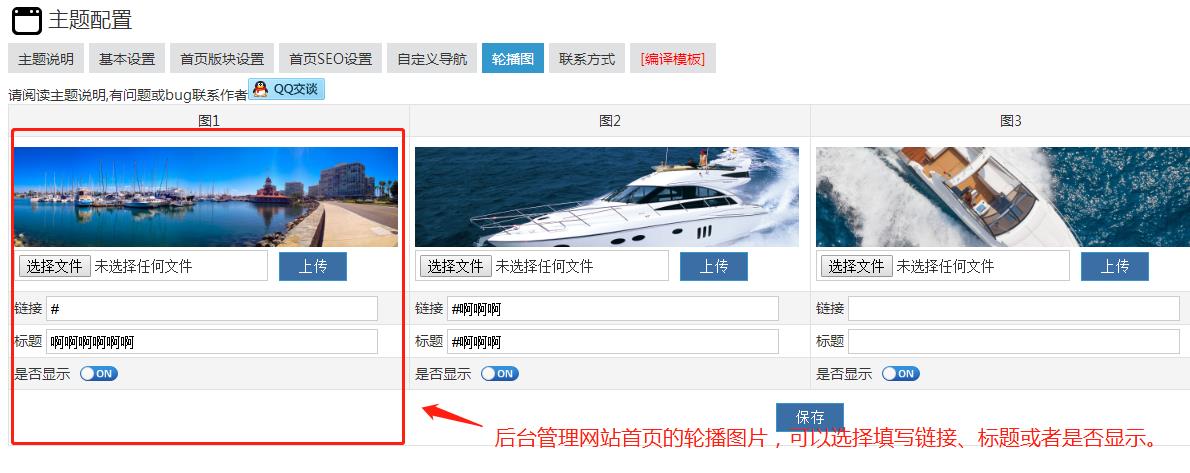 主题配置
主题说明 基本设置 首页版块设置 首页SEO设置 自定义导航 轮播图 联系方式 [编译模板]
请阅读主题说明,有问题或bug联系作者 QQ交谈
图1 图2 图3
选择文件 未选择任何文件 上传 选择文件 未选择任何文件 上传 选择文件 未选择任何文件 上传
链接 # 链接 #啊啊啊 链接
标题 啊啊啊啊啊啊 标题 #啊啊啊 标题
是否显示 ON 是否显示 ON 是否显示 ON
保存
后台管理网站首页的轮播图片，可以选择填写链接、标题或者是否显示。